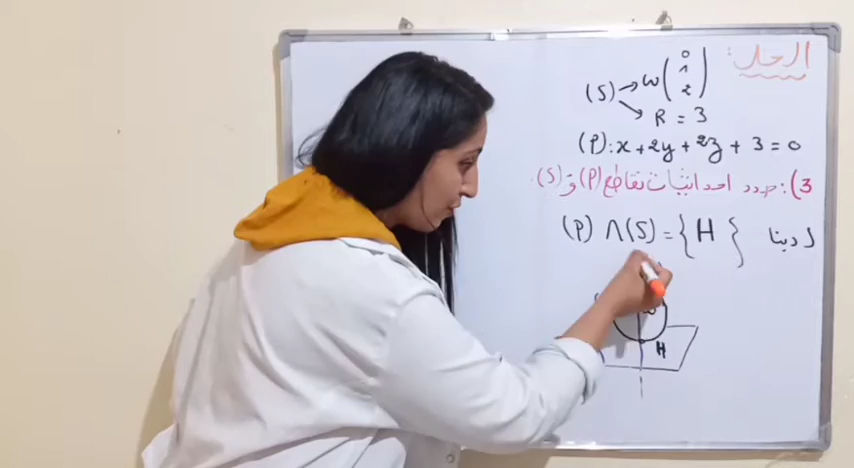 الحل:
(S) → ω(0 1 2)
→ R = 3
(P): x + 2y + 2z + 3 = 0
3) حدد احداثيات تقاطع (P) و (S)
لدينا (P) ∩ (S) = {H}
ω
H